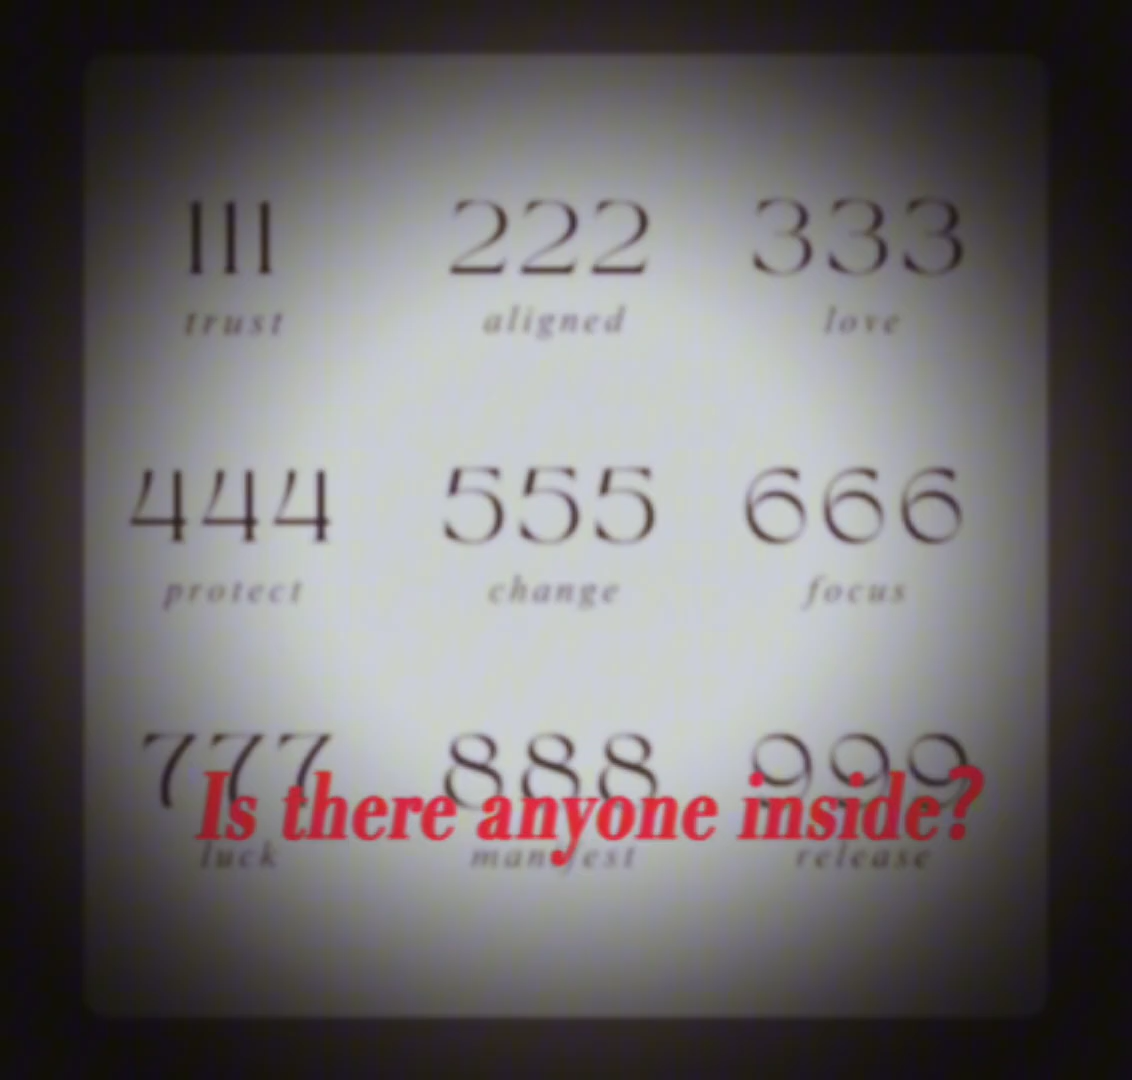 111 222 333
trust aligned love
444 555 666
protect change focus
777 888 999
Is there anyone inside?
luck manifest release